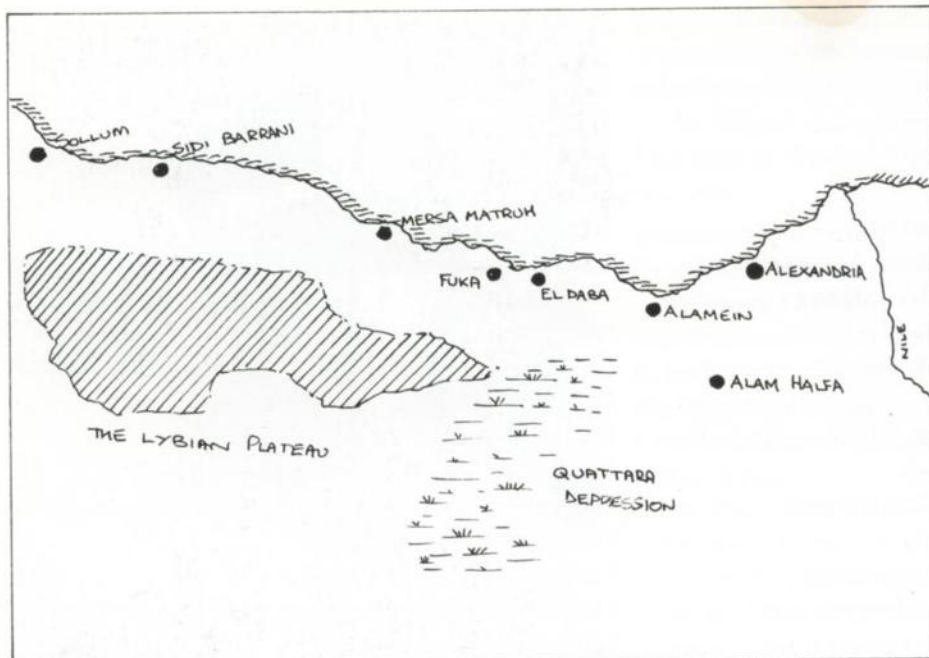 SOLLUM
SIDI BARRANI
MERSA MATRUH
FUKA
EL DABA
ALEXANDRIA
ALAMEIN
NILE
ALAM HALFA
THE LYBIAN PLATEAU
QUATTARA
DEPRESSION